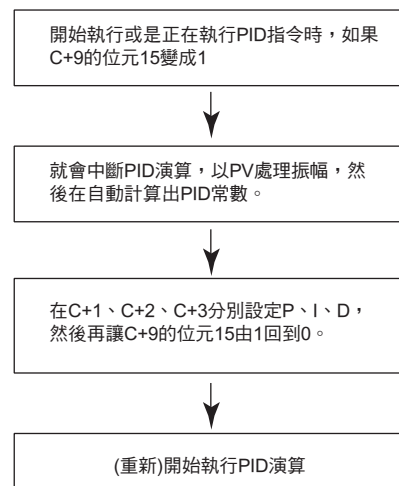 開始執行或是正在執行PID指令時，如果
C+9的位元15變成1
就會中斷PID演算，以PV處理振幅，然
後在自動計算出PID常數。
在C+1、C+2、C+3分別設定P、I、D，
然後再讓C+9的位元15由1回到0。
(重新)開始執行PID演算